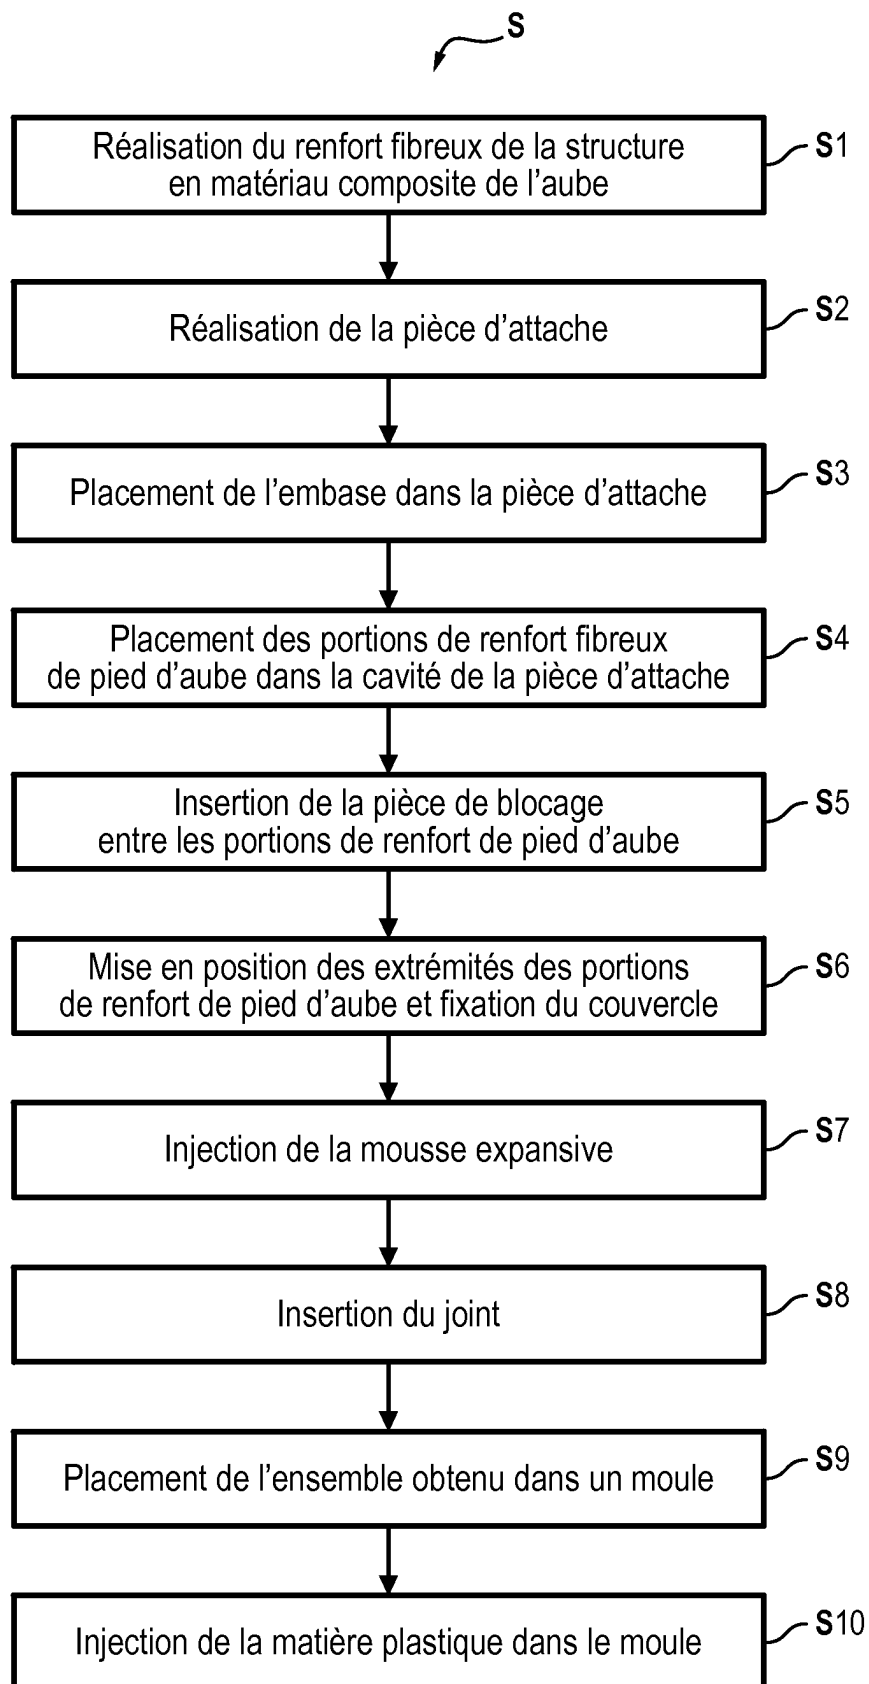 S
Réalisation du renfort fibreux de la structure
en matériau composite de l'aube
S1
Réalisation de la pièce d'attache
S2
Placement de l'embase dans la pièce d'attache
S3
Placement des portions de renfort fibreux
de pied d'aube dans la cavité de la pièce d'attache
S4
Insertion de la pièce de blocage
entre les portions de renfort de pied d'aube
S5
Mise en position des extrémités des portions
de renfort de pied d'aube et fixation du couvercle
S6
Injection de la mousse expansive
S7
Insertion du joint
S8
Placement de l'ensemble obtenu dans un moule
S9
Injection de la matière plastique dans le moule
S10